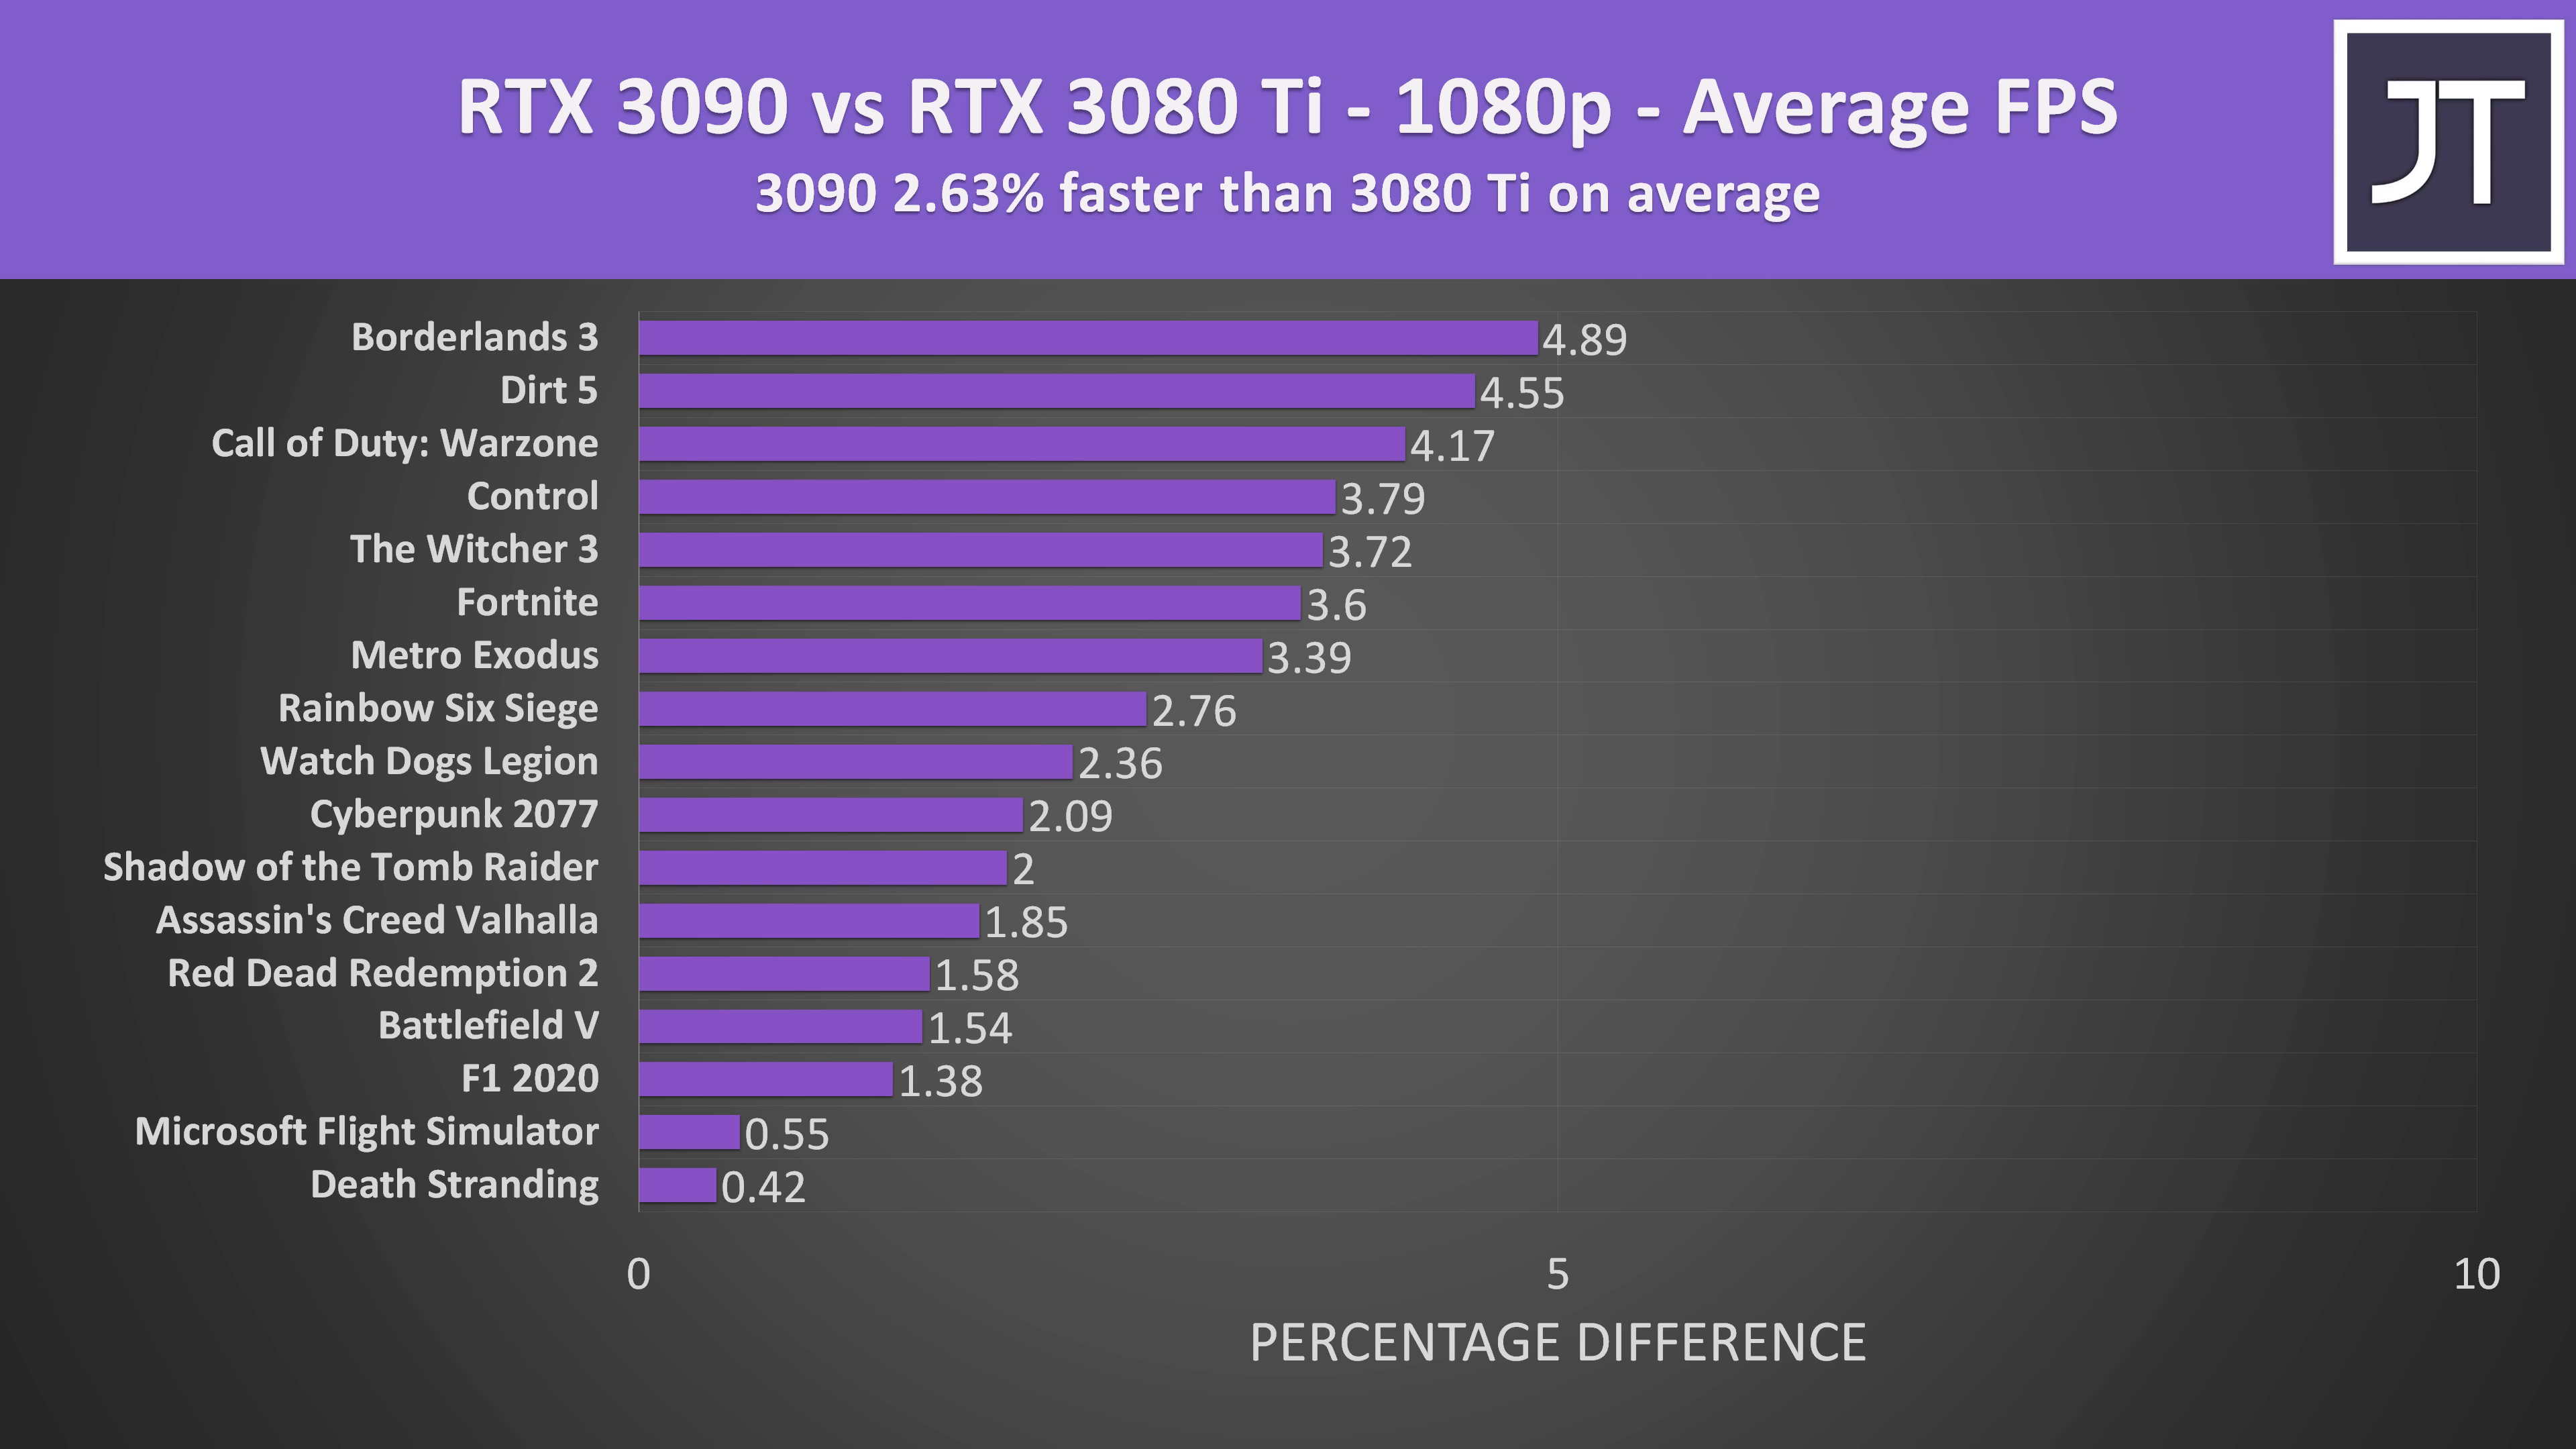 RTX 3090 vs RTX 3080 Ti - 1080p - Average FPS
3090 2.63% faster than 3080 Ti on average
JT
Borderlands 3 4.89
Dirt 5 4.55
Call of Duty: Warzone 4.17
Control 3.79
The Witcher 3 3.72
Fortnite 3.6
Metro Exodus 3.39
Rainbow Six Siege 2.76
Watch Dogs Legion 2.36
Cyberpunk 2077 2.09
Shadow of the Tomb Raider 2
Assassin's Creed Valhalla 1.85
Red Dead Redemption 2 1.58
Battlefield V 1.54
F1 2020 1.38
Microsoft Flight Simulator 0.55
Death Stranding 0.42
0 5 10
PERCENTAGE DIFFERENCE